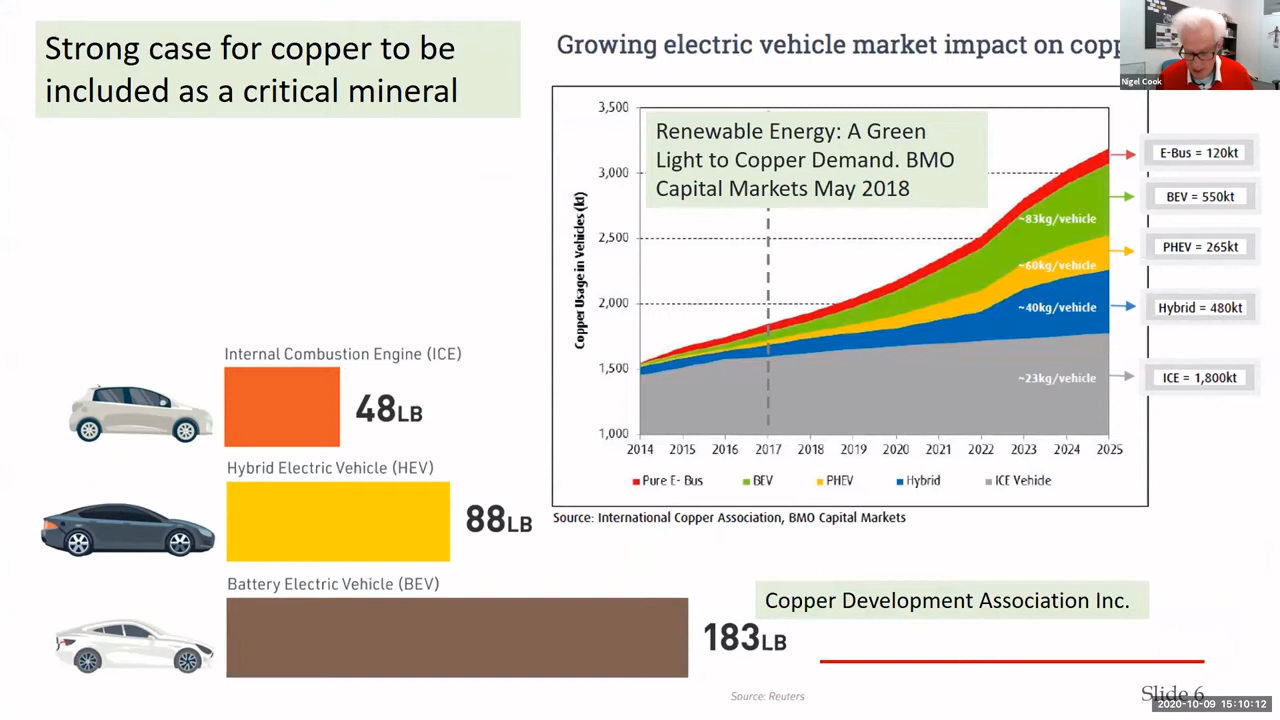 Strong case for copper to be
included as a critical mineral
Growing electric vehicle market impact on copp
Nigel Cook
Renewable Energy: A Green
Light to Copper Demand. BMO
Capital Markets May 2018
Copper Usage in Vehicles (kt)
3,500
3,000
2,500
2,000
1,500
1,000
~83kg/vehicle
~60kg/vehicle
~40kg/vehicle
~23kg/vehicle
E-Bus = 120kt
BEV = 550kt
PHEV = 265kt
Hybrid = 480kt
ICE = 1,800kt
2014 2015 2016 2017 2018 2019 2020 2021 2022 2023 2024 2025
Pure E- Bus BEV PHEV Hybrid ICE Vehicle
Source: International Copper Association, BMO Capital Markets
Internal Combustion Engine (ICE)
48LB
Hybrid Electric Vehicle (HEV)
88LB
Battery Electric Vehicle (BEV)
183LB
Copper Development Association Inc.
Source: Reuters
Slide 6
2020-10-09 15:10:12